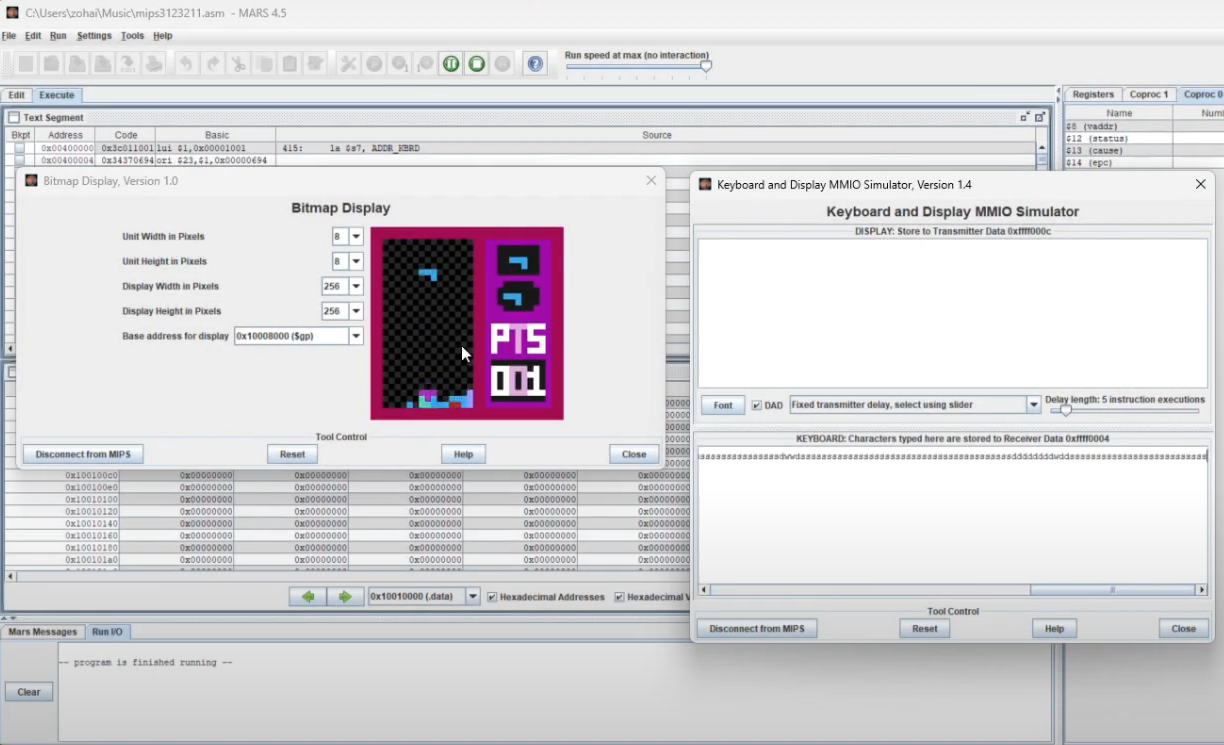 C:\Users\zohai\Music\mips3123211.asm - MARS 4.5
File Edit Run Settings Tools Help
Run speed at max (no interaction)
Edit Execute
Registers Coproc 1 Coproc 0
Text Segment
Name
$8 (vaddr)
$12 (status)
$13 (cause)
$14 (epc)
Bkpt Address Code Basic Source
0x00400000 0x3c011001 lui $1,0x00001001 415: la $s7, ADDR_KBRD
0x00400004 0x34370694 ori $23,$1,0x00000694
Bitmap Display, Version 1.0
Bitmap Display
Unit Width in Pixels 8
Unit Height in Pixels 8
Display Width in Pixels 256
Display Height in Pixels 256
Base address for display 0x10008000 ($gp)
PTS
001
Tool Control
Disconnect from MIPS Reset Help Close
Keyboard and Display MMIO Simulator, Version 1.4
Keyboard and Display MMIO Simulator
DISPLAY: Store to Transmitter Data 0xffff000c
Font DAD Fixed transmitter delay, select using slider Delay length: 5 instruction executions
KEYBOARD: Characters typed here are stored to Receiver Data 0xffff0004
Tool Control
Disconnect from MIPS Reset Help Close
0x100100c0 0x00000000 0x00000000 0x00000000 0x00000000 0x00000000
0x100100e0 0x00000000 0x00000000 0x00000000 0x00000000 0x00000000
0x10010100 0x00000000 0x00000000 0x00000000 0x00000000 0x00000000
0x10010120 0x00000000 0x00000000 0x00000000 0x00000000 0x00000000
0x10010140 0x00000000 0x00000000 0x00000000 0x00000000 0x00000000
0x10010160 0x00000000 0x00000000 0x00000000 0x00000000 0x00000000
0x10010180 0x00000000 0x00000000 0x00000000 0x00000000 0x00000000
0x100101a0 0x00000000 0x00000000 0x00000000 0x00000000 0x00000000
0x10010000 (.data) Hexadecimal Addresses Hexadecimal
Mars Messages Run I/O
-- program is finished running --
Clear